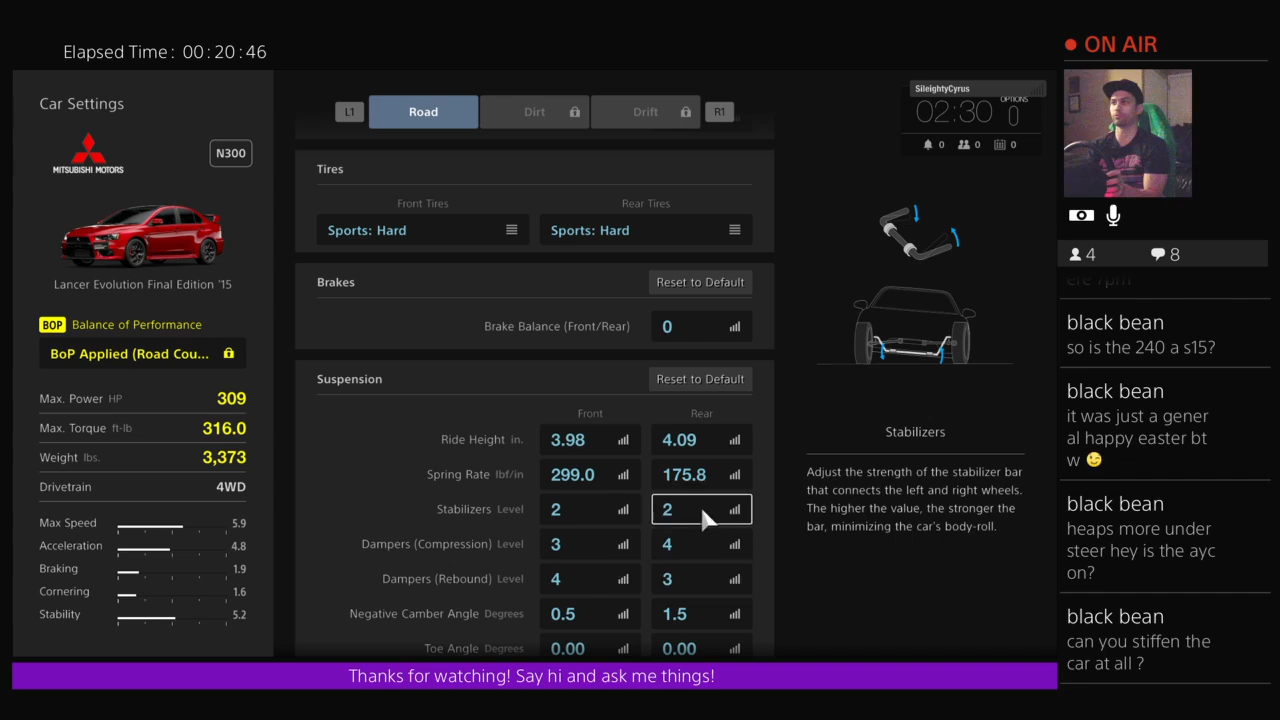 Elapsed Time: 00:20:46
ON AIR
Car Settings
MITSUBISHI MOTORS
N300
Lancer Evolution Final Edition '15
BOP Balance of Performance
BoP Applied (Road Cou...
Max. Power HP 309
Max. Torque ft-lb 316.0
Weight lbs. 3,373
Drivetrain 4WD
Max Speed 5.9
Acceleration 4.8
Braking 1.9
Cornering 1.6
Stability 5.2
L1 Road Dirt Drift R1
Tires
Front Tires Rear Tires
Sports: Hard Sports: Hard
Brakes Reset to Default
Brake Balance (Front/Rear) 0
Suspension Reset to Default
Front Rear
Ride Height in. 3.98 4.09
Spring Rate lbf/in 299.0 175.8
Stabilizers Level 2 2
Dampers (Compression) Level 3 4
Dampers (Rebound) Level 4 3
Negative Camber Angle Degrees 0.5 1.5
Toe Angle Degrees 0.00 0.00
SileightyCyrus
02:30 OPTIONS
0 0 0
Stabilizers
Adjust the strength of the stabilizer bar
that connects the left and right wheels.
The higher the value, the stronger the
bar, minimizing the car's body-roll.
4 8
ere 7pm
black bean
so is the 240 a s15?
black bean
it was just a gener
al happy easter bt
w 😉
black bean
heaps more under
steer hey is the ayc
on?
black bean
can you stiffen the
car at all ?
Thanks for watching! Say hi and ask me things!